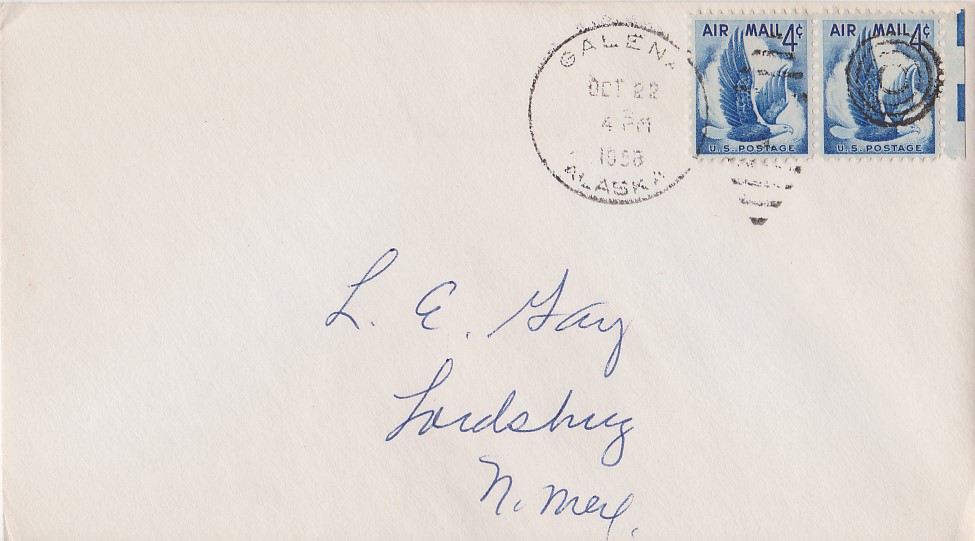 GALENA
OCT 22
4 PM
1958
ALASKA
AIR MAIL 4¢
U.S. POSTAGE
AIR MAIL 4¢
U.S. POSTAGE
L. E. Gay
Lordsburg
N. Mex.